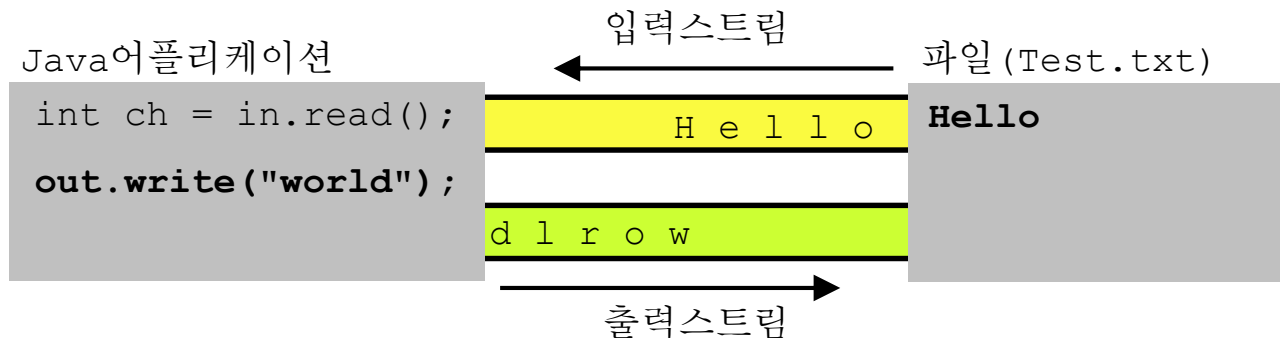 입력스트림
Java어플리케이션
파일(Test.txt)
int ch = in.read();
H e l l o
Hello
out.write("world");
d l r o w
출력스트림